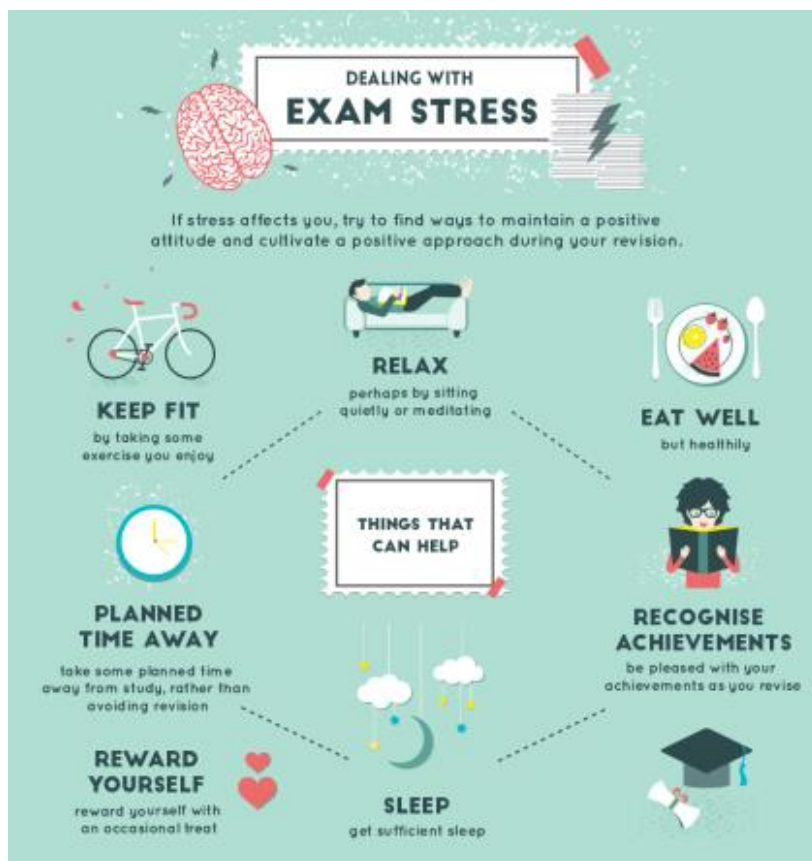 DEALING WITH
EXAM STRESS
If stress affects you, try to find ways to maintain a positive
attitude and cultivate a positive approach during your revision.
RELAX
perhaps by sitting
quietly or meditating
KEEP FIT
by taking some
exercise you enjoy
EAT WELL
but healthily
THINGS THAT
CAN HELP
PLANNED
TIME AWAY
take some planned time
away from study, rather than
avoiding revision
RECOGNISE
ACHIEVEMENTS
be pleased with your
achievements as you revise
REWARD
YOURSELF
reward yourself with
an occasional treat
SLEEP
get sufficient sleep